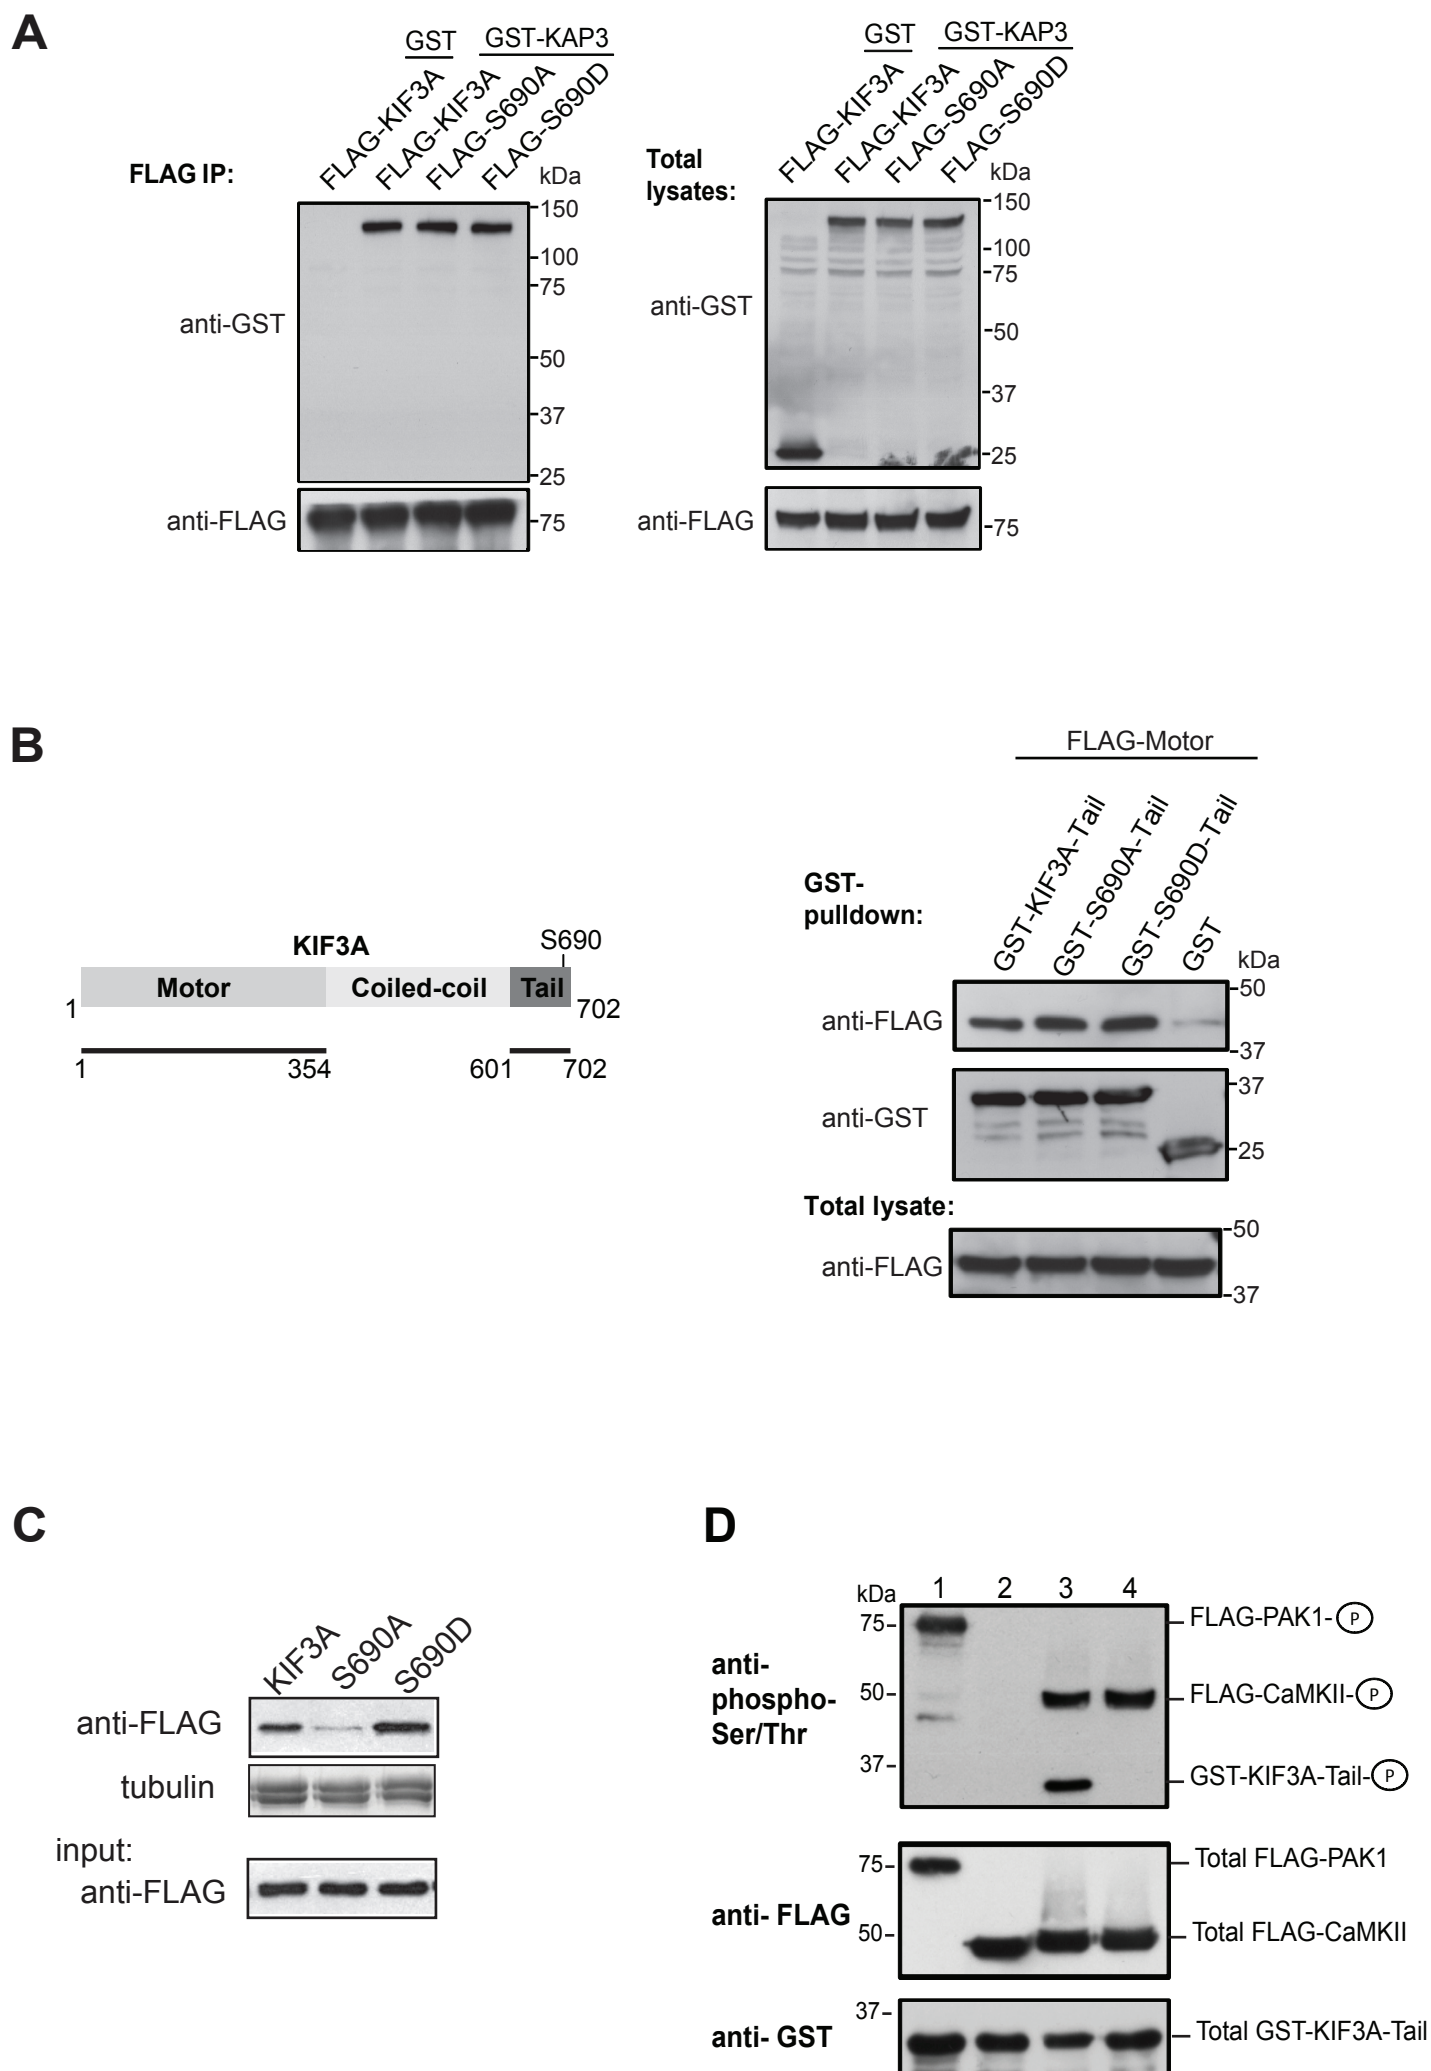 A
GST
GST-KAP3
FLAG IP:
FLAG-KIF3A
FLAG-KIF3A
FLAG-S690A
FLAG-S690D
kDa
150
100
75
50
37
25
anti-GST
anti-FLAG
75
GST
GST-KAP3
Total
lysates:
FLAG-KIF3A
FLAG-KIF3A
FLAG-S690A
FLAG-S690D
kDa
150
100
75
50
37
25
anti-GST
anti-FLAG
75
B
KIF3A
S690
Motor
Coiled-coil
Tail
1
702
1
354
601
702
FLAG-Motor
GST-
pulldown:
GST-KIF3A-Tail
GST-S690A-Tail
GST-S690D-Tail
GST
kDa
50
anti-FLAG
37
37
anti-GST
25
Total lysate:
50
anti-FLAG
37
C
KIF3A
S690A
S690D
anti-FLAG
tubulin
input:
anti-FLAG
D
kDa
1 2 3 4
75
FLAG-PAK1- P
anti-
phospho-
Ser/Thr
50
FLAG-CaMKII- P
37
GST-KIF3A-Tail- P
75
Total FLAG-PAK1
anti- FLAG
50
Total FLAG-CaMKII
37
anti- GST
Total GST-KIF3A-Tail